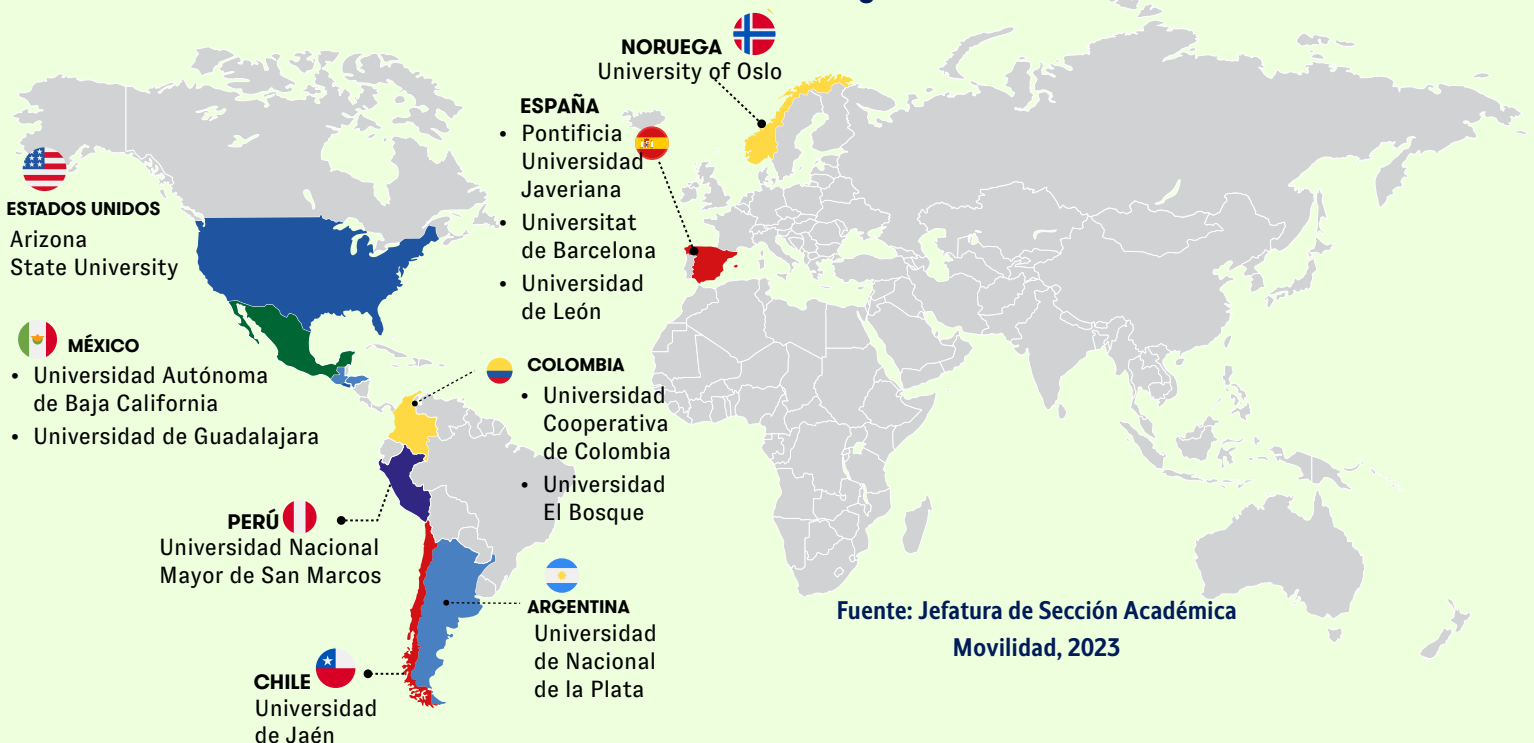 NORUEGA
University of Oslo
ESPAÑA
• Pontificia
Universidad
Javeriana
• Universitat
de Barcelona
• Universidad
de León
ESTADOS UNIDOS
Arizona
State University
MÉXICO
• Universidad Autónoma
de Baja California
• Universidad de Guadalajara
COLOMBIA
• Universidad
Cooperativa
de Colombia
• Universidad
El Bosque
PERÚ
Universidad Nacional
Mayor de San Marcos
ARGENTINA
Universidad
de Nacional
de la Plata
CHILE
Universidad
de Jaén
Fuente: Jefatura de Sección Académica
Movilidad, 2023